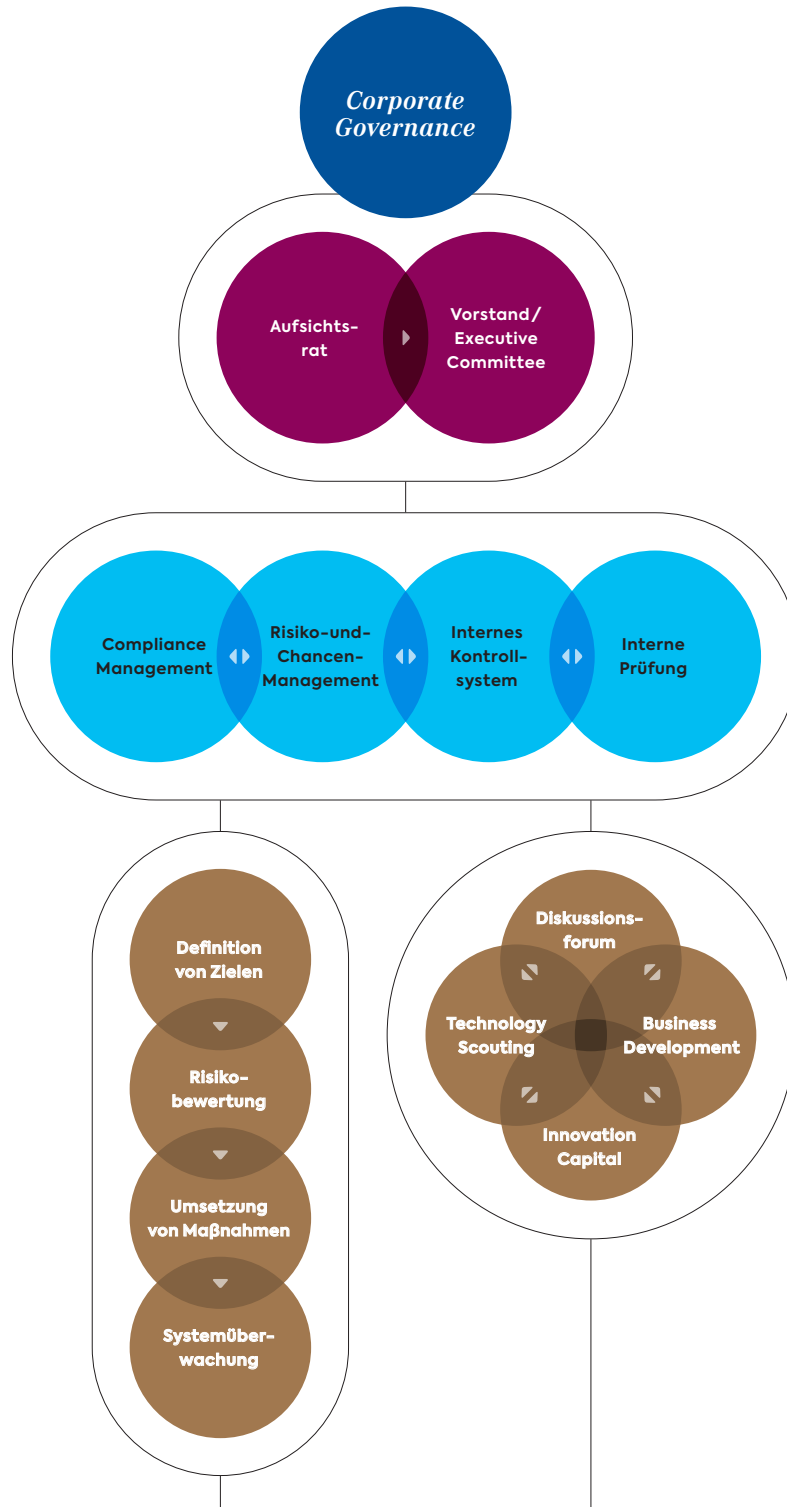 Corporate
Governance
Aufsichts-
rat
Vorstand /
Executive
Committee
Compliance
Management
Risiko-und-
Chancen-
Management
Internes
Kontroll-
system
Interne
Prüfung
Definition
von Zielen
Risiko-
bewertung
Umsetzung
von Maßnahmen
Systemüber-
wachung
Diskussions-
forum
Technology
Scouting
Business
Development
Innovation
Capital